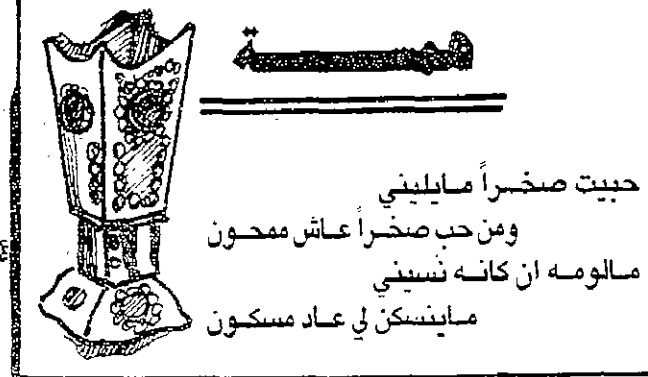 همسة
حبيت صخراً مايليني
ومن حب صخراً عاش ممحون
مالومه ان كانه نسيني
ماينسكن لي عاد مسكون